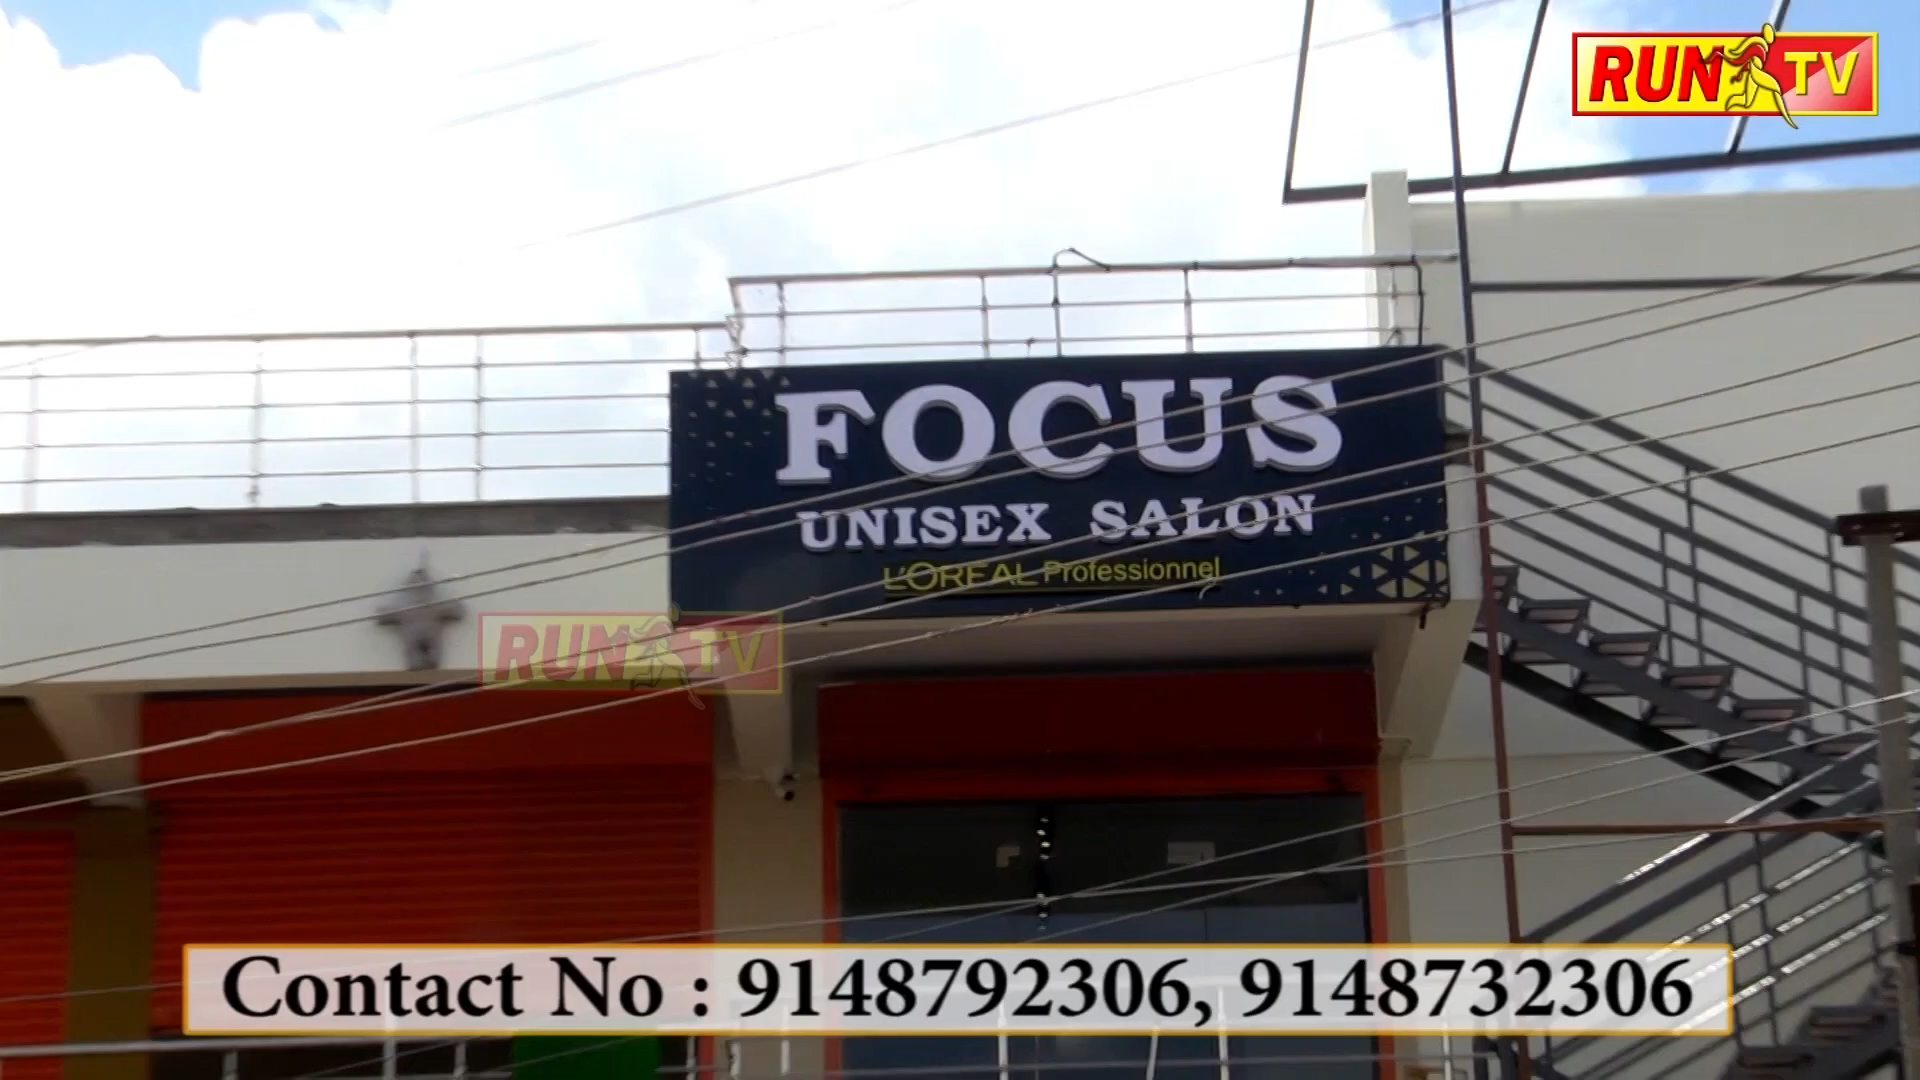 RUN TV
FOCUS
UNISEX SALON
L'OREAL Professionnel
RUN TV
Contact No : 9148792306, 9148732306